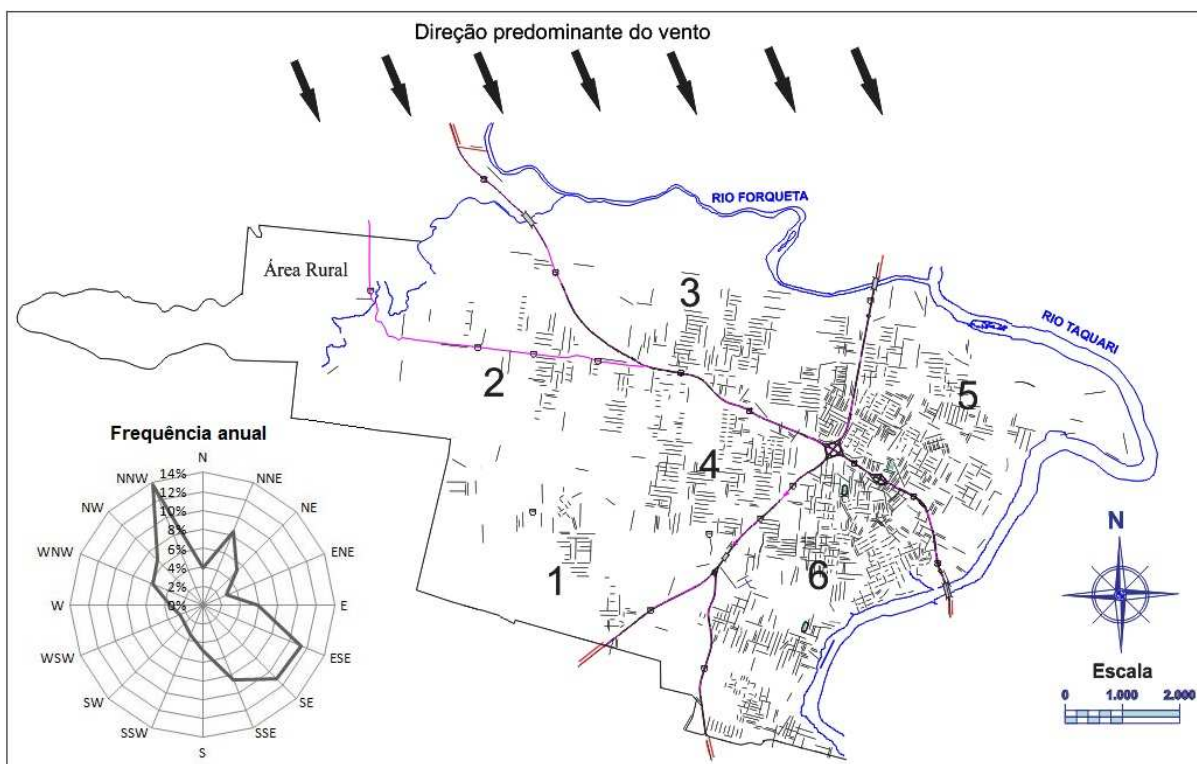 Direção predominante do vento
RIO FORQUETA
Área Rural
3
RIO TAQUARI
2
5
Frequência anual
N
NNW
14%
NNE
12%
NW
10%
NE
8%
WNW
6%
ENE
4%
2%
W
0%
E
WSW
ESE
SW
SE
SSW
SSE
S
4
1
6
N
Escala
0 1.000 2.000